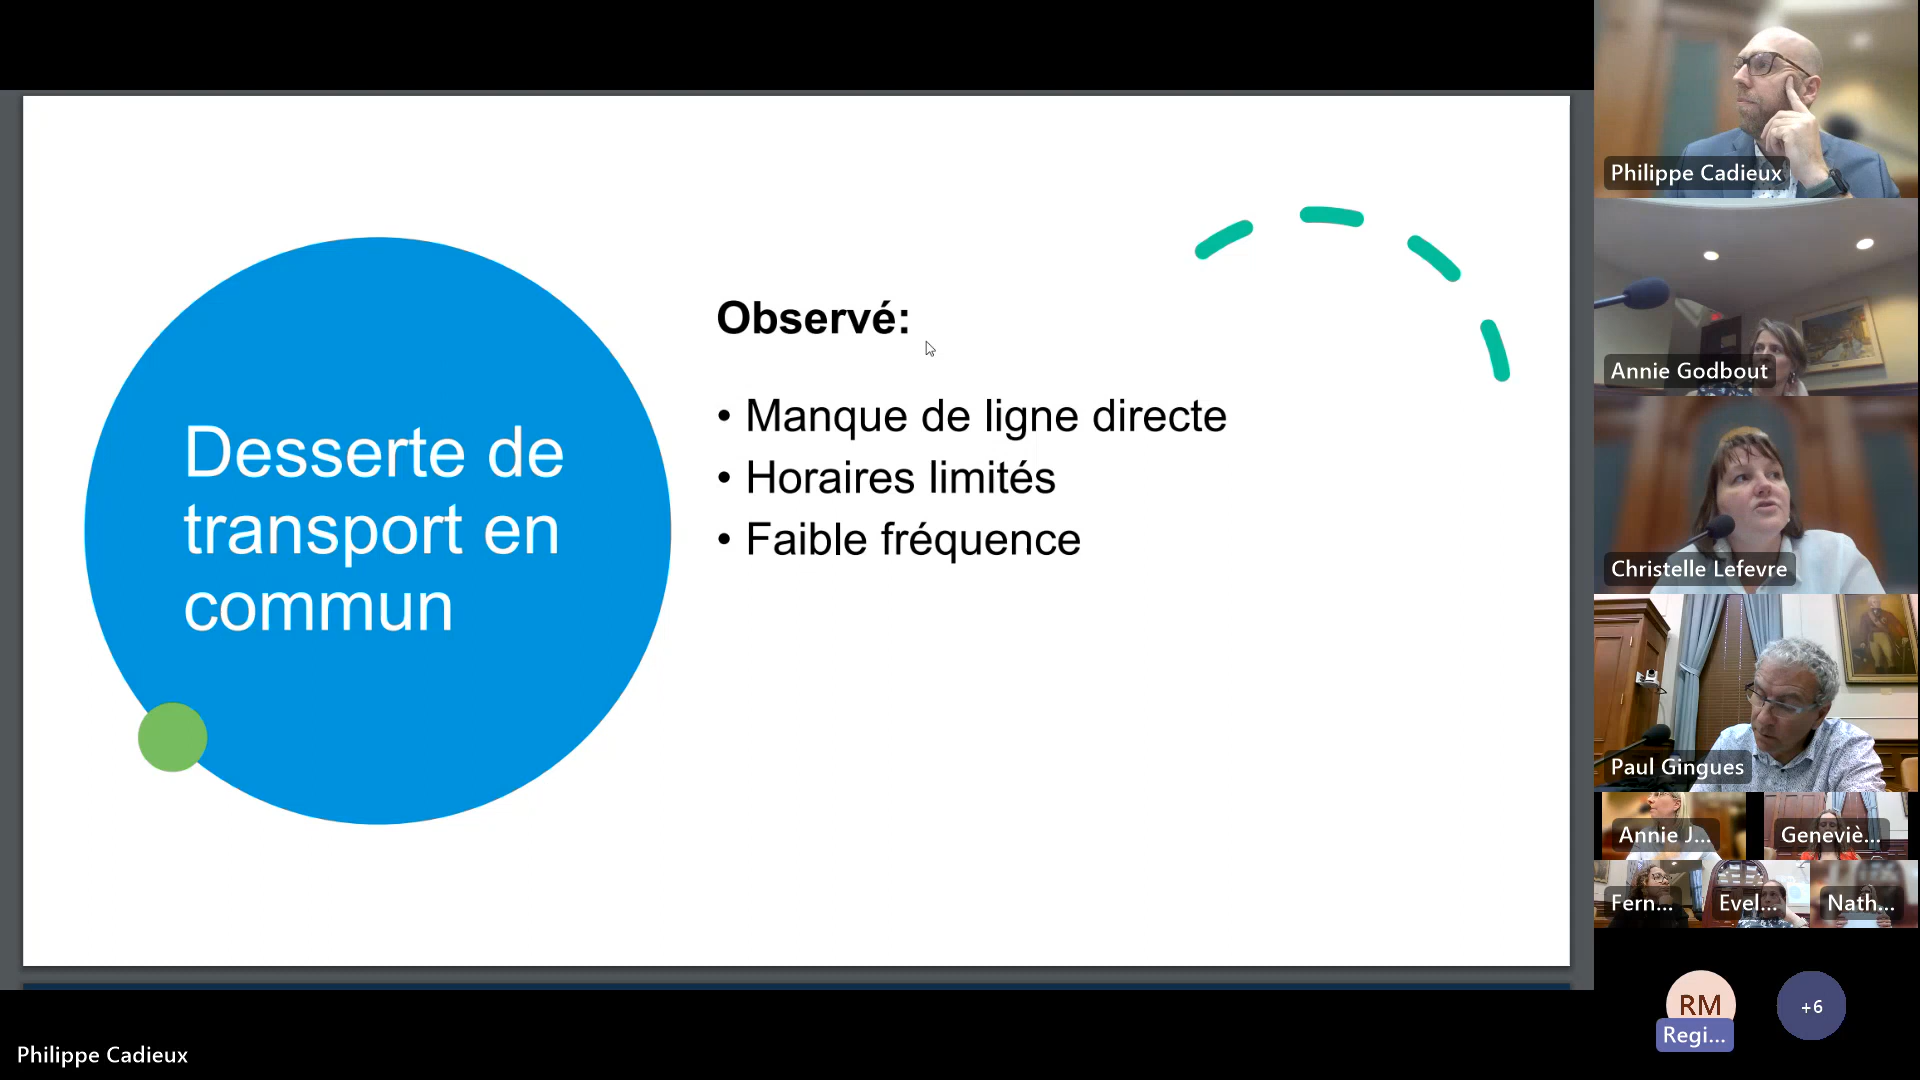 Desserte de
transport en
commun
Observé:
• Manque de ligne directe
• Horaires limités
• Faible fréquence
Philippe Cadieux
Annie Godbout
Christelle Lefevre
Paul Gingues
Annie J...
Geneviè...
Fern...
Evel...
Nath...
RM
Regi...
+6
Philippe Cadieux